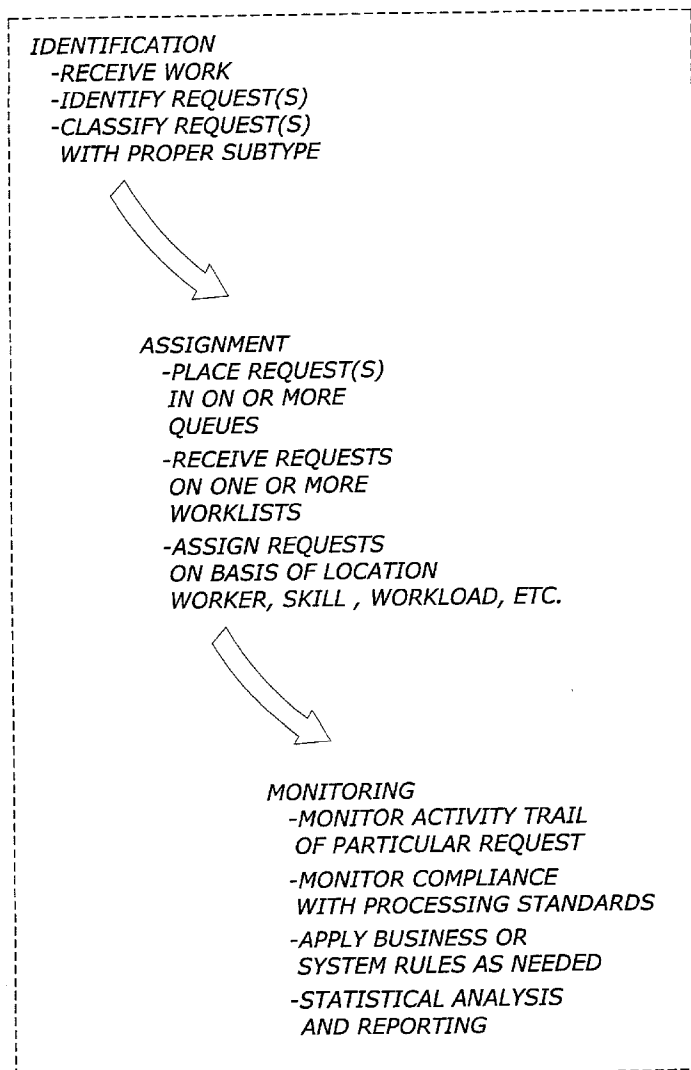 IDENTIFICATION
-RECEIVE WORK
-IDENTIFY REQUEST(S)
-CLASSIFY REQUEST(S)
WITH PROPER SUBTYPE
ASSIGNMENT
-PLACE REQUEST(S)
IN ON OR MORE
QUEUES
-RECEIVE REQUESTS
ON ONE OR MORE
WORKLISTS
-ASSIGN REQUESTS
ON BASIS OF LOCATION
WORKER, SKILL , WORKLOAD, ETC.
MONITORING
-MONITOR ACTIVITY TRAIL
OF PARTICULAR REQUEST
-MONITOR COMPLIANCE
WITH PROCESSING STANDARDS
-APPLY BUSINESS OR
SYSTEM RULES AS NEEDED
-STATISTICAL ANALYSIS
AND REPORTING